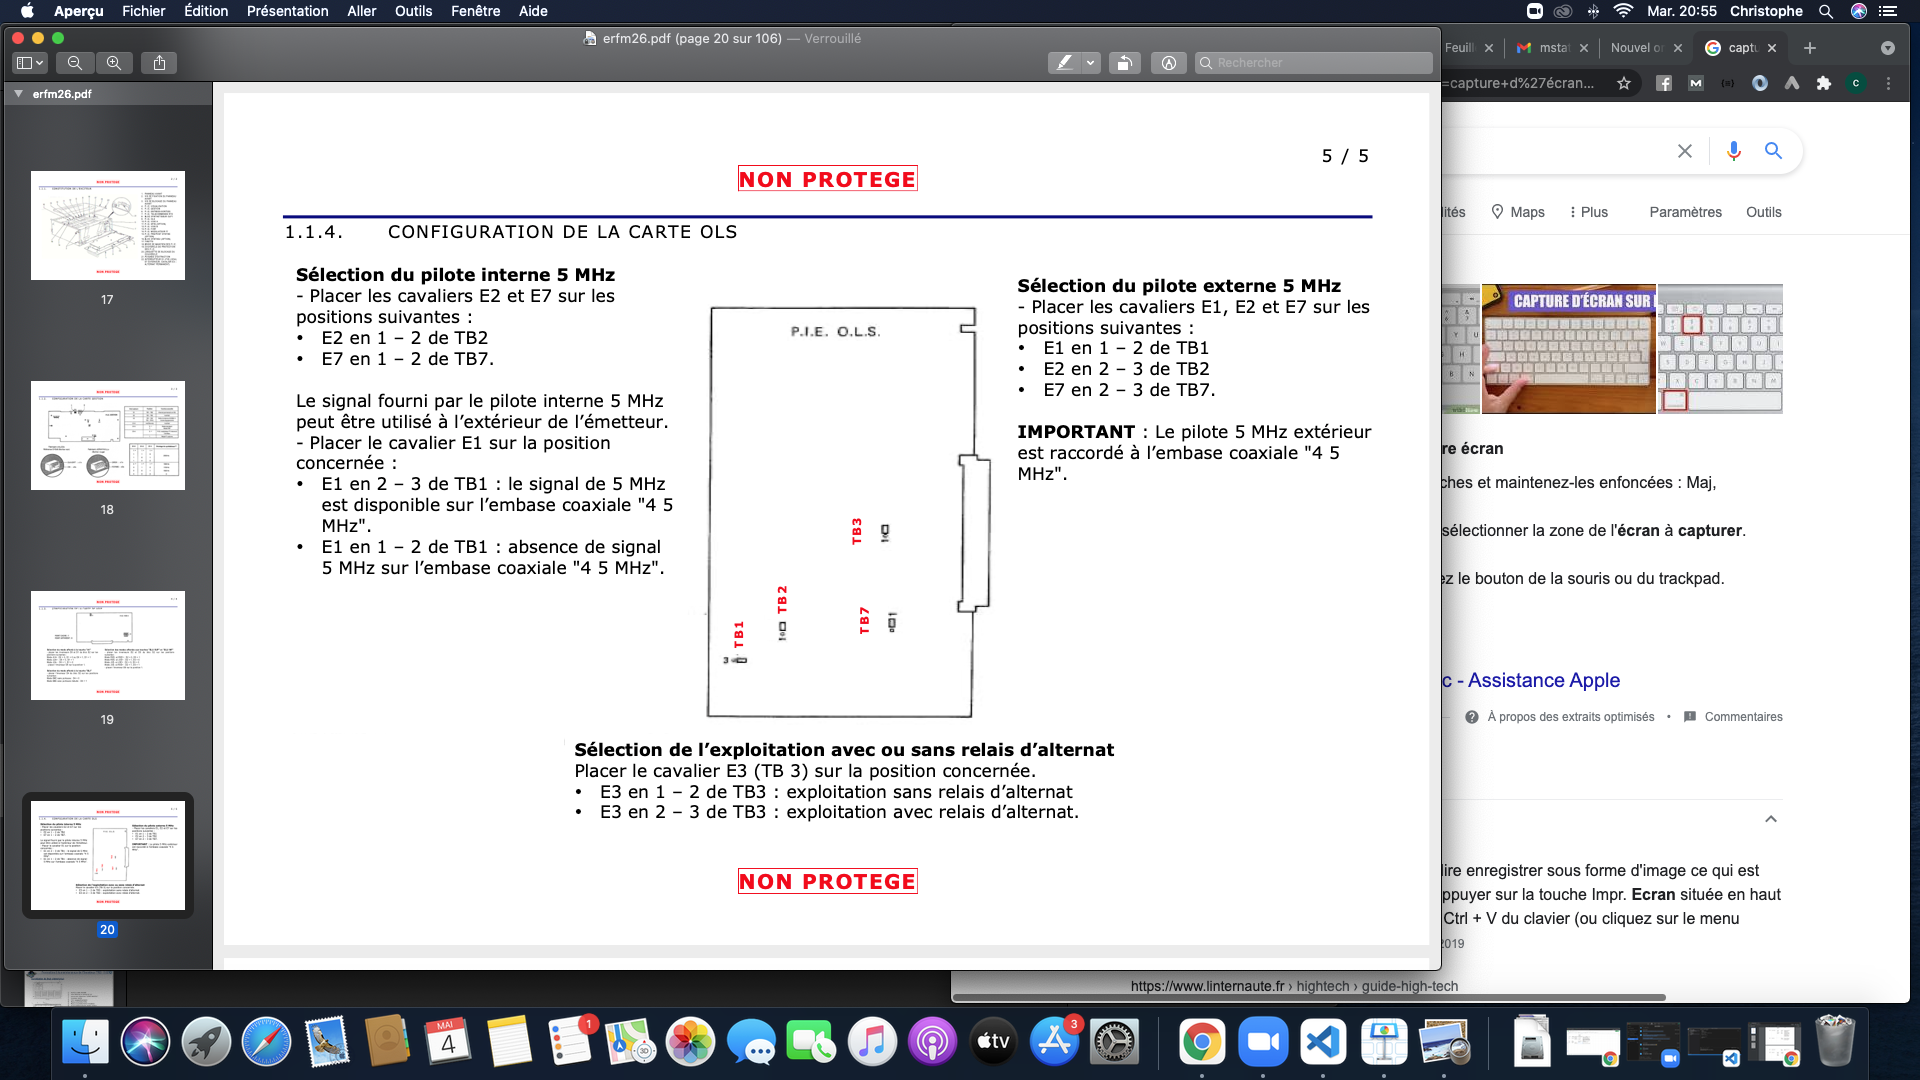 Aperçu Fichier Édition Présentation Aller Outils Fenêtre Aide
Mar. 20:55 Christophe
erfm26.pdf (page 20 sur 106) — Verrouillé
Rechercher
erfm26.pdf
17
18
19
20
5 / 5
NON PROTEGE
1.1.4. CONFIGURATION DE LA CARTE OLS
Sélection du pilote interne 5 MHz
- Placer les cavaliers E2 et E7 sur les
positions suivantes :
• E2 en 1 – 2 de TB2
• E7 en 1 – 2 de TB7.
Le signal fourni par le pilote interne 5 MHz
peut être utilisé à l’extérieur de l’émetteur.
- Placer le cavalier E1 sur la position
concernée :
• E1 en 2 – 3 de TB1 : le signal de 5 MHz
est disponible sur l’embase coaxiale "4 5
MHz".
• E1 en 1 – 2 de TB1 : absence de signal
5 MHz sur l’embase coaxiale "4 5 MHz".
P.I.E. O.L.S.
TB3
TB2
TB7
TB1
3
Sélection du pilote externe 5 MHz
- Placer les cavaliers E1, E2 et E7 sur les
positions suivantes :
• E1 en 1 – 2 de TB1
• E2 en 2 – 3 de TB2
• E7 en 2 – 3 de TB7.
IMPORTANT : Le pilote 5 MHz extérieur
est raccordé à l’embase coaxiale "4 5
MHz".
Sélection de l’exploitation avec ou sans relais d’alternat
Placer le cavalier E3 (TB 3) sur la position concernée.
• E3 en 1 – 2 de TB3 : exploitation sans relais d’alternat
• E3 en 2 – 3 de TB3 : exploitation avec relais d’alternat.
NON PROTEGE
Feuil mstat Nouvel or captu
=capture+d%27écran...
lités Maps Plus Paramètres Outils
CAPTURE D'ÉCRAN SUR
re écran
ches et maintenez-les enfoncées : Maj,
sélectionner la zone de l'écran à capturer.
ez le bouton de la souris ou du trackpad.
c - Assistance Apple
À propos des extraits optimisés • Commentaires
lire enregistrer sous forme d'image ce qui est
ppuyer sur la touche Impr. Ecran située en haut
Ctrl + V du clavier (ou cliquez sur le menu
2019
https://www.linternaute.fr › hightech › guide-high-tech
MAI
4
1
3D
tv
3